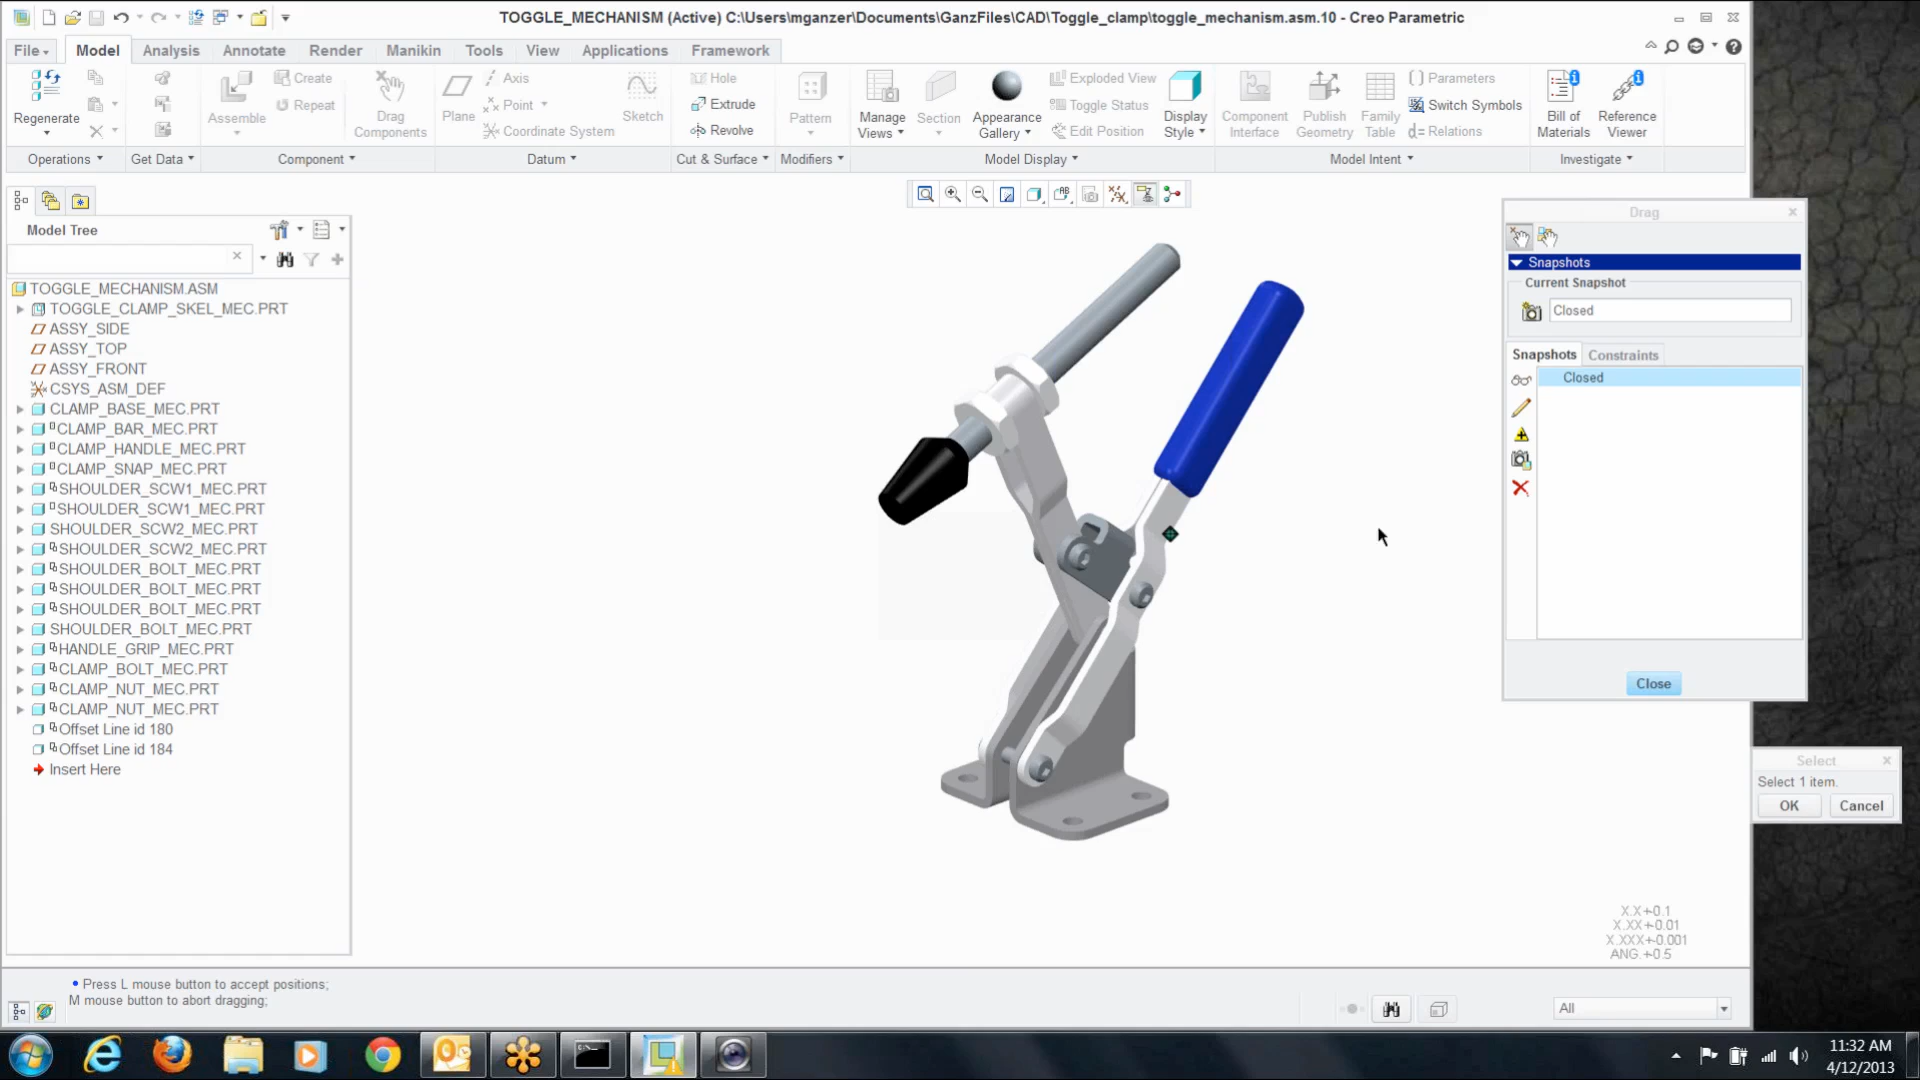 TOGGLE_MECHANISM (Active) C:\Users\mganzer\Documents\GanzFiles\CAD\Toggle_clamp\toggle_mechanism.asm.10 - Creo Parametric
File Model Analysis Annotate Render Manikin Tools View Applications Framework
Regenerate
Assemble
Create
Repeat
Drag Components
Plane
Axis
Point
Coordinate System
Sketch
Hole
Extrude
Revolve
Pattern
Manage Views
Section
Appearance Gallery
Exploded View
Toggle Status
Edit Position
Display Style
Component Interface
Publish Geometry
Family Table
Parameters
Switch Symbols
d= Relations
Bill of Materials
Reference Viewer
Operations Get Data Component Datum Cut & Surface Modifiers Model Display Model Intent Investigate
Model Tree
TOGGLE_MECHANISM.ASM
TOGGLE_CLAMP_SKEL_MEC.PRT
ASSY_SIDE
ASSY_TOP
ASSY_FRONT
CSYS_ASM_DEF
CLAMP_BASE_MEC.PRT
CLAMP_BAR_MEC.PRT
CLAMP_HANDLE_MEC.PRT
CLAMP_SNAP_MEC.PRT
SHOULDER_SCW1_MEC.PRT
SHOULDER_SCW1_MEC.PRT
SHOULDER_SCW2_MEC.PRT
SHOULDER_SCW2_MEC.PRT
SHOULDER_BOLT_MEC.PRT
SHOULDER_BOLT_MEC.PRT
SHOULDER_BOLT_MEC.PRT
SHOULDER_BOLT_MEC.PRT
HANDLE_GRIP_MEC.PRT
CLAMP_BOLT_MEC.PRT
CLAMP_NUT_MEC.PRT
CLAMP_NUT_MEC.PRT
Offset Line id 180
Offset Line id 184
Insert Here
Drag
Snapshots
Current Snapshot
Closed
Snapshots Constraints
Closed
Close
Select
Select 1 item.
OK Cancel
X.X+-0.1
X.XX+-0.01
X.XXX+-0.001
ANG.+-0.5
Press L mouse button to accept positions;
M mouse button to abort dragging;
All
11:32 AM
4/12/2013